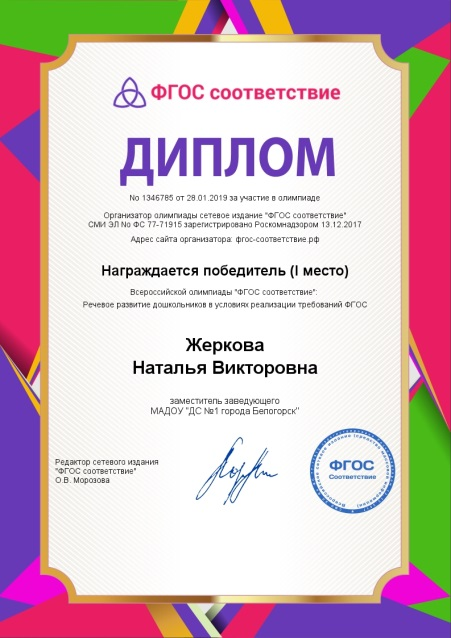 ФГОС соответствие
ДИПЛОМ
No 1346785 от 28.01.2019 за участие в олимпиаде
Организатор олимпиады сетевое издание "ФГОС соответствие"
СМИ ЭЛ No ФС 77-71915 зарегистрировано Роскомнадзором 13.12.2017
Адрес сайта организатора: фгос-соответствие.рф
Награждается победитель (I место)
Всероссийской олимпиады "ФГОС соответствие":
Речевое развитие дошкольников в условиях реализации требований ФГОС
Жеркова
Наталья Викторовна
заместитель заведующего
МАДОУ "ДС №1 города Белогорск"
Редактор сетевого издания
"ФГОС соответствие"
О.В. Морозова
ФГОС
Соответствие